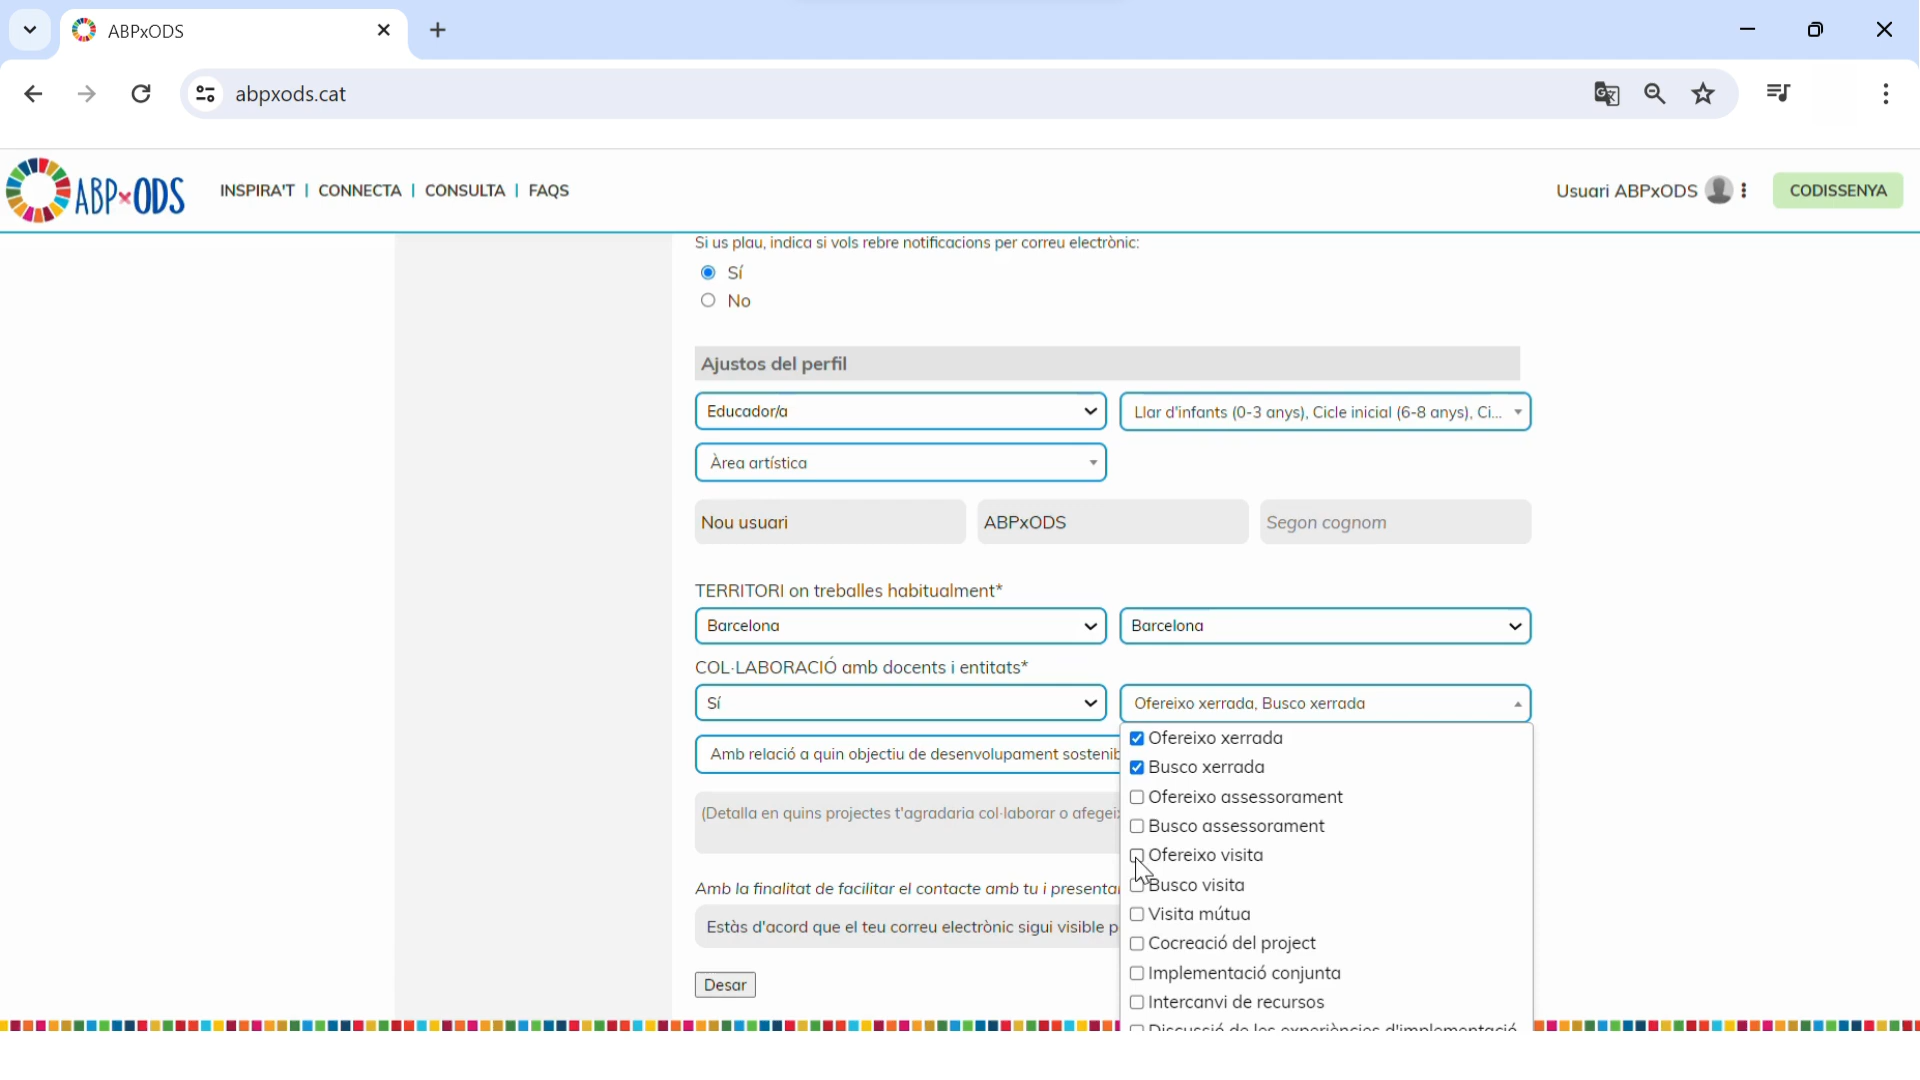 ABPxODS
abpxods.cat
ABPxODS
INSPIRA'T | CONNECTA | CONSULTA | FAQS
Usuari ABPxODS
CODISSENYA
Si us plau, indica si vols rebre notificacions per correu electrònic:
Sí
No
Ajustos del perfil
Educador/a
Llar d'infants (0-3 anys), Cicle inicial (6-8 anys), Ci...
Àrea artística
Nou usuari
ABPxODS
Segon cognom
TERRITORI on treballes habitualment*
Barcelona
Barcelona
COL·LABORACIÓ amb docents i entitats*
Sí
Ofereixo xerrada, Busco xerrada
Amb relació a quin objectiu de desenvolupament sostenib
(Detalla en quins projectes t'agradaria col·laborar o afegei
Amb la finalitat de facilitar el contacte amb tu i presenta
Estàs d'acord que el teu correu electrònic sigui visible p
Desar
Ofereixo xerrada
Busco xerrada
Ofereixo assessorament
Busco assessorament
Ofereixo visita
Busco visita
Visita mútua
Cocreació del project
Implementació conjunta
Intercanvi de recursos
Discussió de les experiències d'implementació